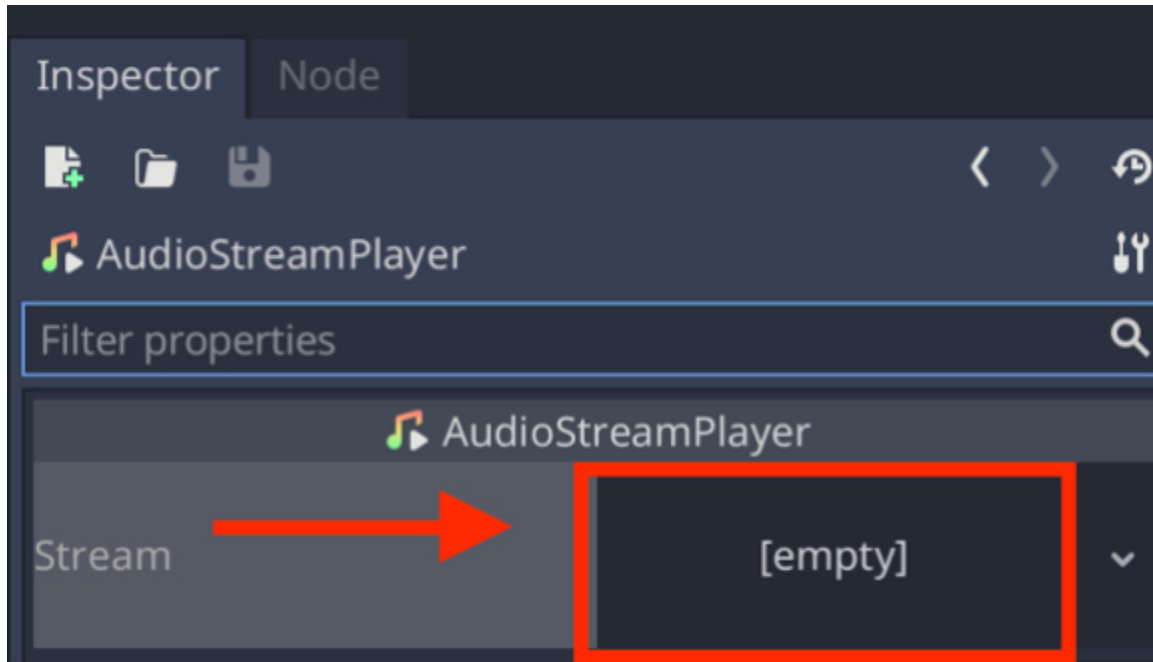 Inspector Node
AudioStreamPlayer
Filter properties
AudioStreamPlayer
Stream [empty]